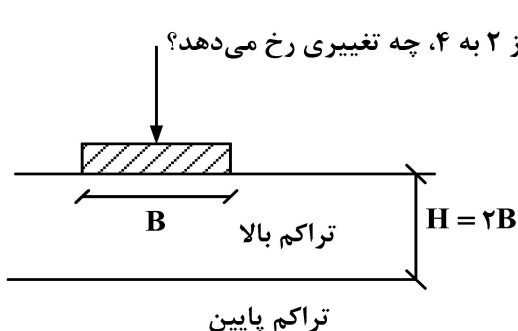 ز ۲ به ۴، چه تغییری رخ می‌دهد؟
B
تراکم بالا
H = ۲B
تراکم پایین